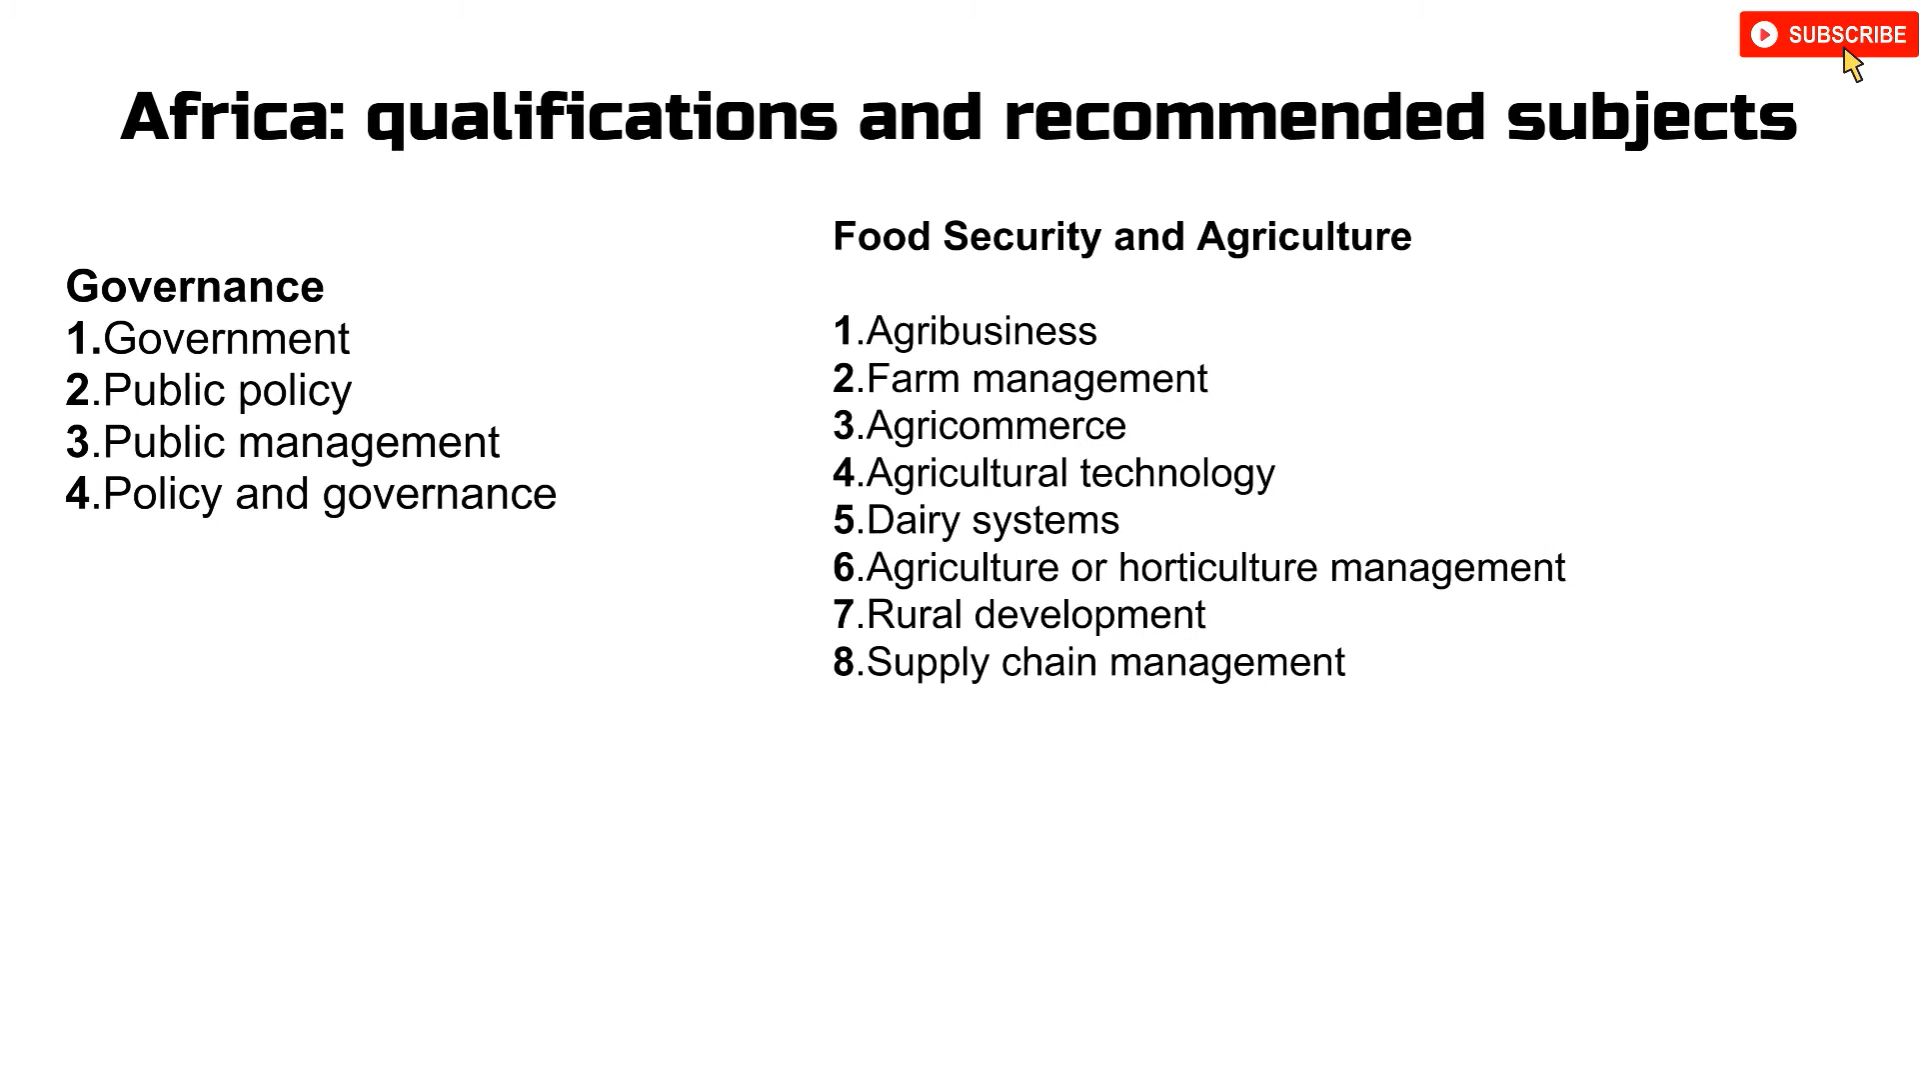 SUBSCRIBE
Africa: qualifications and recommended subjects
Governance
1.Government
2.Public policy
3.Public management
4.Policy and governance
Food Security and Agriculture
1.Agribusiness
2.Farm management
3.Agricommerce
4.Agricultural technology
5.Dairy systems
6.Agriculture or horticulture management
7.Rural development
8.Supply chain management